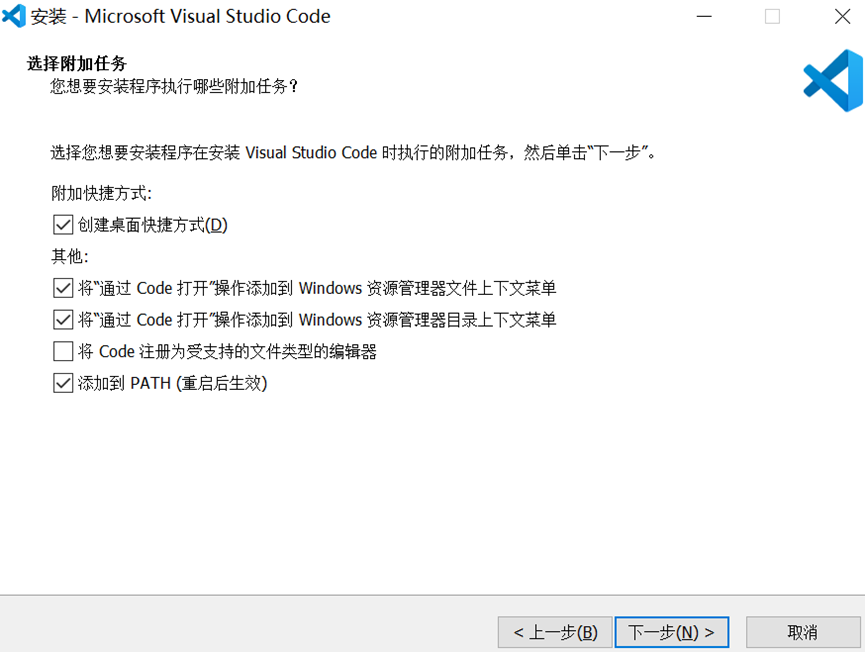 安装 - Microsoft Visual Studio Code
选择附加任务
您想要安装程序执行哪些附加任务？
选择您想要安装程序在安装 Visual Studio Code 时执行的附加任务，然后单击“下一步”。
附加快捷方式:
创建桌面快捷方式(D)
其他:
将“通过 Code 打开”操作添加到 Windows 资源管理器文件上下文菜单
将“通过 Code 打开”操作添加到 Windows 资源管理器目录上下文菜单
将 Code 注册为受支持的文件类型的编辑器
添加到 PATH (重启后生效)
< 上一步(B) 下一步(N) > 取消